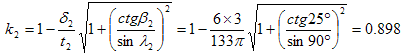 k₂ = 1 − δ₂/t₂ √(1 + (ctgβ₂/sin λ₂)²) = 1 − 6×3/133π √(1 + (ctg25°/sin 90°)²) = 0.898